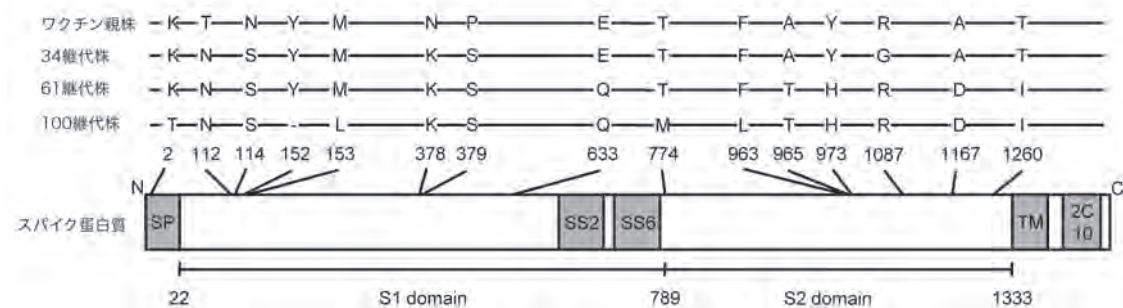 ワクチン親株 K T N Y M N P E T F A Y R A T
34継代株 K N S Y M K S E T F A Y G A T
61継代株 K N S Y M K S Q T F T H R D I
100継代株 T N S - L K S Q M L T H R D I
2 112 114 152 153 378 379 633 774 963 965 973 1087 1167 1260
N C
スパイク蛋白質 SP SS2 SS6 TM 2C
10
22 S1 domain 789 S2 domain 1333